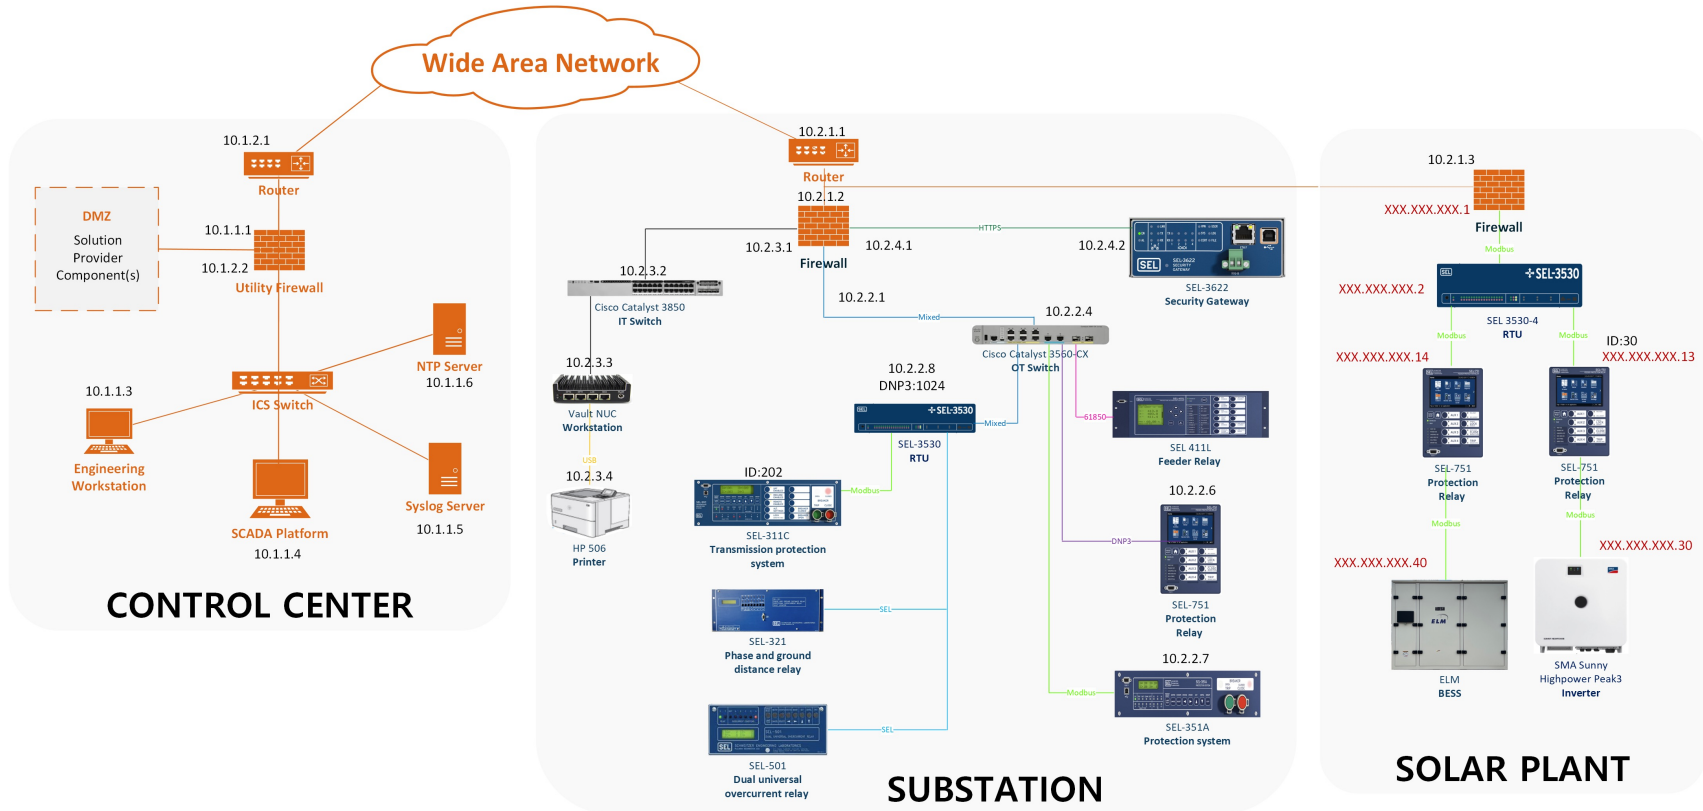 Wide Area Network
10.1.2.1
Router
DMZ
Solution
Provider
Component(s)
10.1.1.1
10.1.2.2
Utility Firewall
NTP Server
10.1.1.6
ICS Switch
10.1.1.3
Engineering
Workstation
SCADA Platform
10.1.1.4
Syslog Server
10.1.1.5
CONTROL CENTER
10.2.1.1
Router
10.2.1.2
10.2.3.1
10.2.4.1
Firewall
HTTPS
10.2.4.2
SEL
SEL-3622
SECURITY
GATEWAY
SEL-3622
Security Gateway
10.2.3.2
Cisco Catalyst 3850
IT Switch
10.2.2.1
Mixed
10.2.2.4
Cisco Catalyst 3560-CX
OT Switch
10.2.3.3
Vault NUC
Workstation
USB
10.2.3.4
HP 506
Printer
10.2.2.8
DNP3:1024
SEL-3530
Mixed
SEL-3530
RTU
61850
SEL 411L
Feeder Relay
ID:202
Modbus
SEL-311C
Transmission protection
system
10.2.2.6
DNP3
SEL-751
Protection
Relay
SEL
SEL-321
Phase and ground
distance relay
10.2.2.7
Modbus
SEL-351A
Protection system
SEL
SEL
SEL-501
Dual universal
overcurrent relay
SUBSTATION
10.2.1.3
XXX.XXX.XXX.1
Firewall
Modbus
SEL
SEL-3530
XXX.XXX.XXX.2
SEL 3530-4
RTU
Modbus
Modbus
ID:30
XXX.XXX.XXX.14
XXX.XXX.XXX.13
SEL-751
Protection
Relay
SEL-751
Protection
Relay
Modbus
Modbus
XXX.XXX.XXX.40
XXX.XXX.XXX.30
ELM
ELM
BESS
SMA Sunny
Highpower Peak3
Inverter
SOLAR PLANT